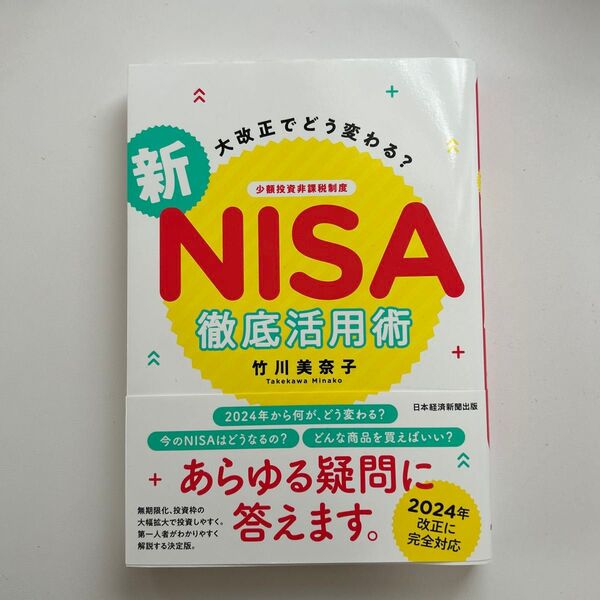 大改正でどう変わる?
新
少額投資非課税制度
NISA
徹底活用術
竹川美奈子
Takekawa Minako
日本経済新聞出版
2024年から何が、どう変わる?
今のNISAはどうなるの?
どんな商品を買えばいい?
あらゆる疑問に
答えます。
無期限化、投資枠の
大幅拡大で投資しやすく。
第一人者がわかりやすく
解説する決定版。
2024年
改正に
完全対応